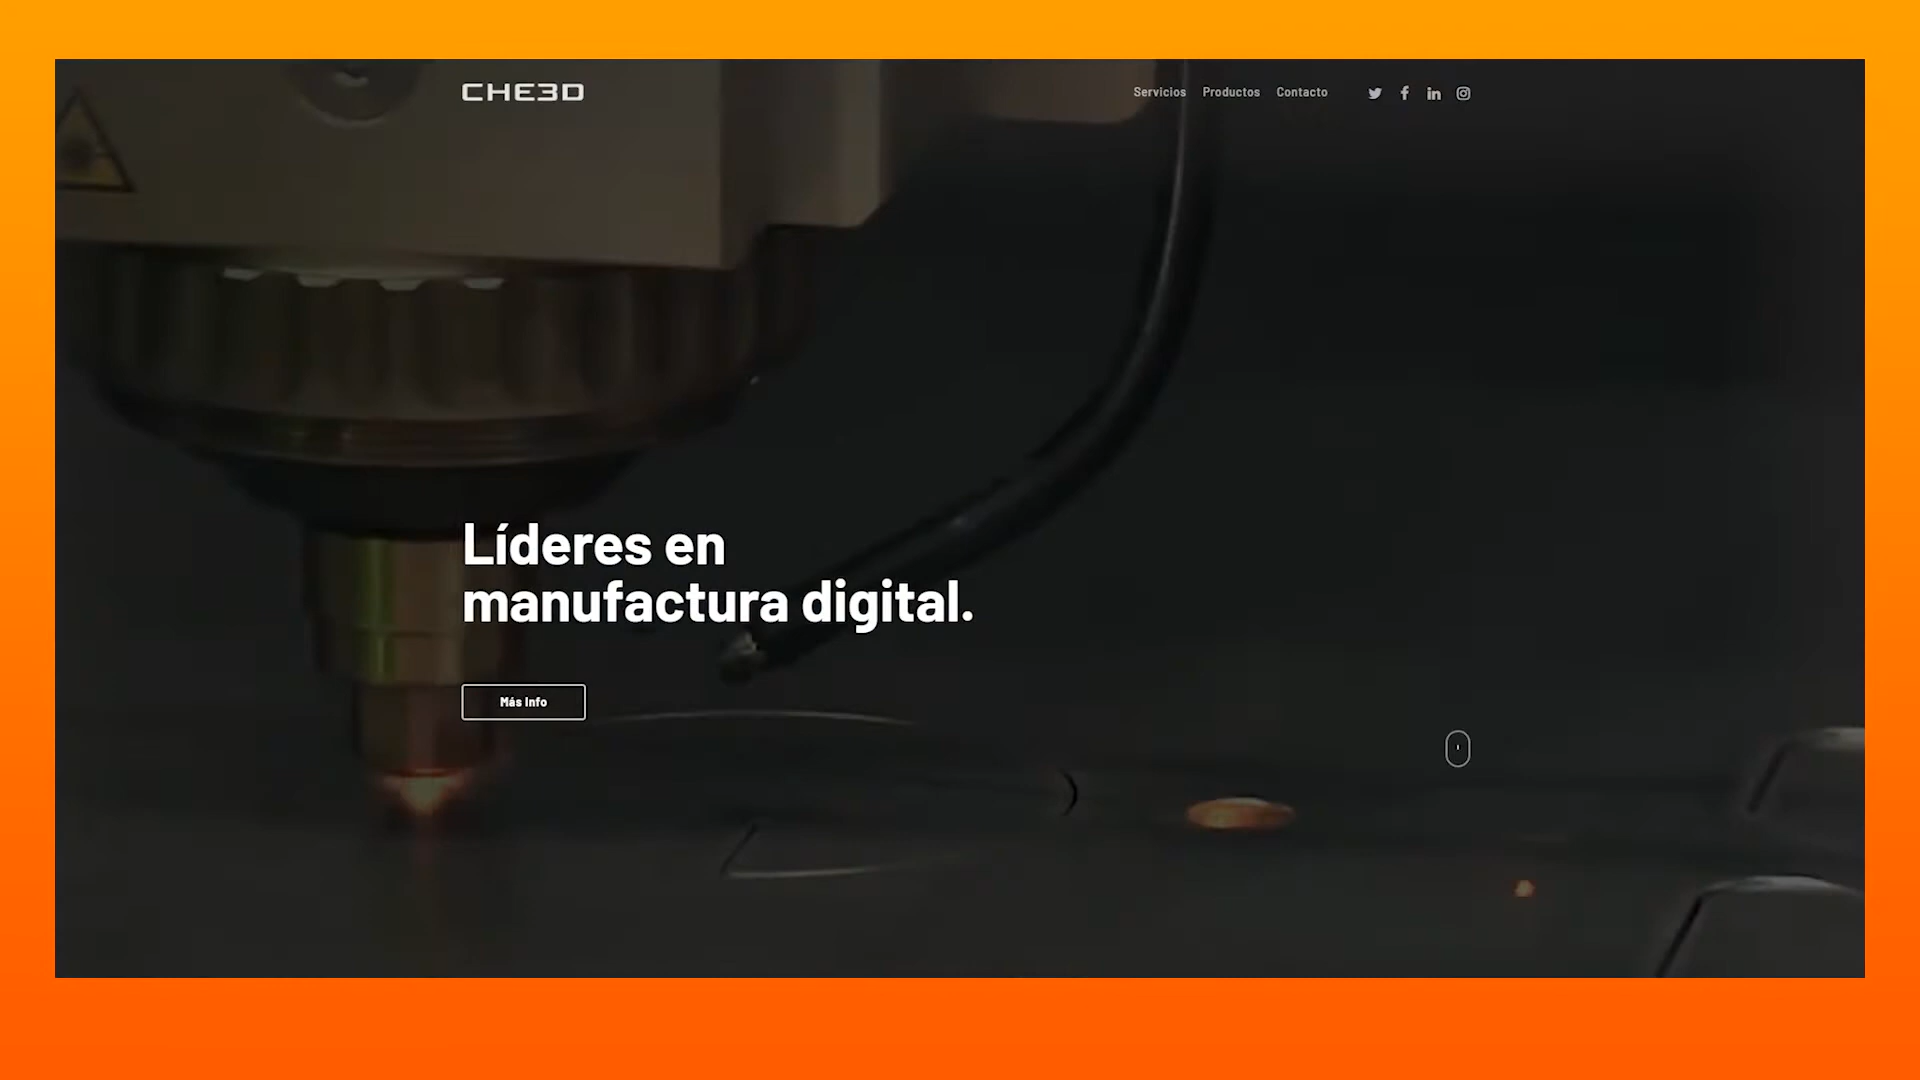 CHE3D
Servicios Productos Contacto
Líderes en
manufactura digital.
Más Info